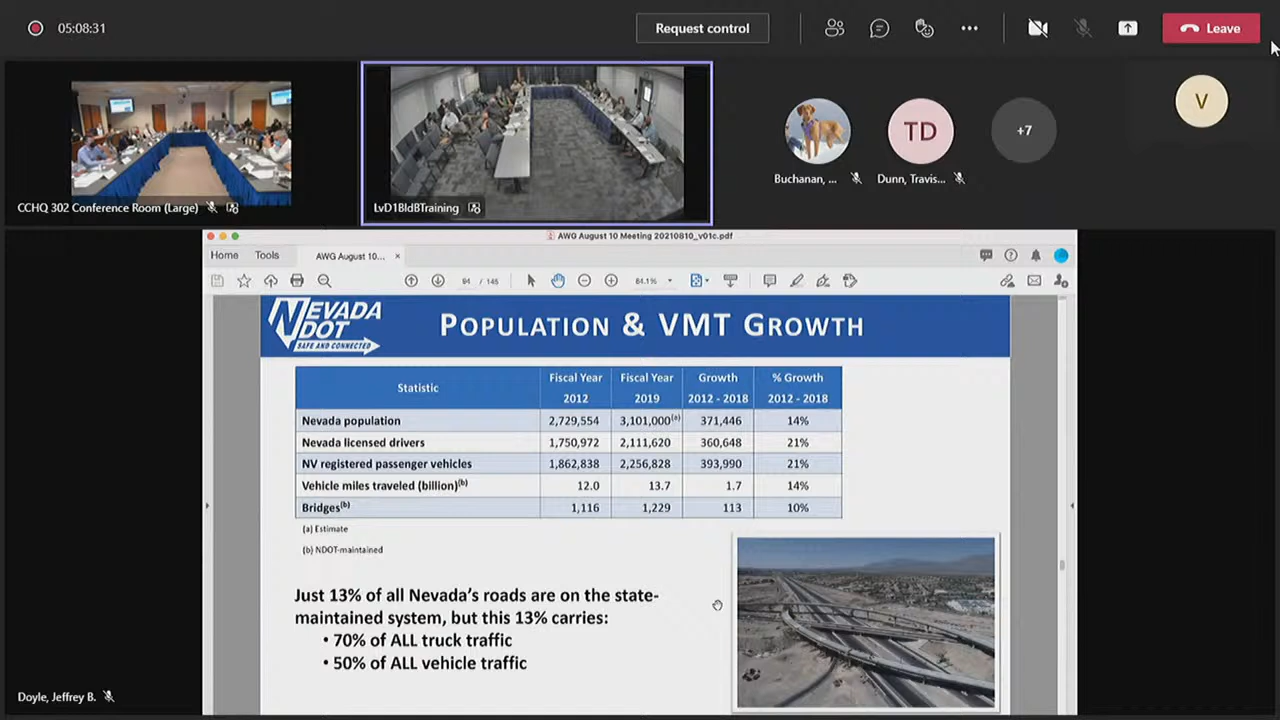 05:08:31
Request control
Leave
V
TD
+7
Buchanan, ...
Dunn, Travis...
CCHQ 302 Conference Room (Large)
LvD1BldBTraining
AWG August 10 Meeting 20210810_v01c.pdf
Home Tools AWG August 10... ×
94 / 145 84.1%
NEVADA DOT
SAFE AND CONNECTED
POPULATION & VMT GROWTH
Statistic Fiscal Year 2012 Fiscal Year 2019 Growth 2012 - 2018 % Growth 2012 - 2018
Nevada population 2,729,554 3,101,000(a) 371,446 14%
Nevada licensed drivers 1,750,972 2,111,620 360,648 21%
NV registered passenger vehicles 1,862,838 2,256,828 393,990 21%
Vehicle miles traveled (billion)(b) 12.0 13.7 1.7 14%
Bridges(b) 1,116 1,229 113 10%
(a) Estimate
(b) NDOT-maintained
Just 13% of all Nevada's roads are on the state-
maintained system, but this 13% carries:
• 70% of ALL truck traffic
• 50% of ALL vehicle traffic
Doyle, Jeffrey B.